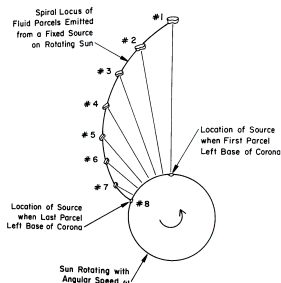 Spiral Locus of
Fluid Parcels Emitted
from a Fixed Source
on Rotating Sun
#1
#2
#3
#4
#5
#6
#7
#8
Location of Source
when First Parcel
Left Base of Corona
Location of Source
when Last Parcel
Left Base of Corona
Sun Rotating with
Angular Speed ω